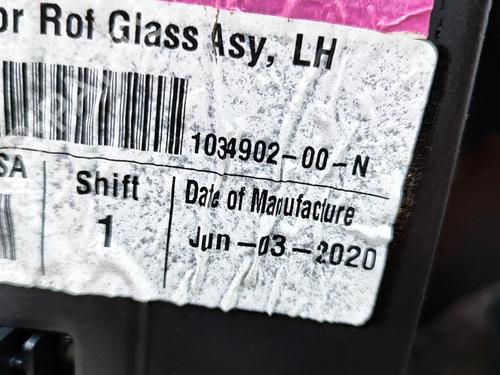 or Rof Glass Asy, LH
1034902-00-N
SA
Shift
1
Date of Manufacture
Jun-03-2020